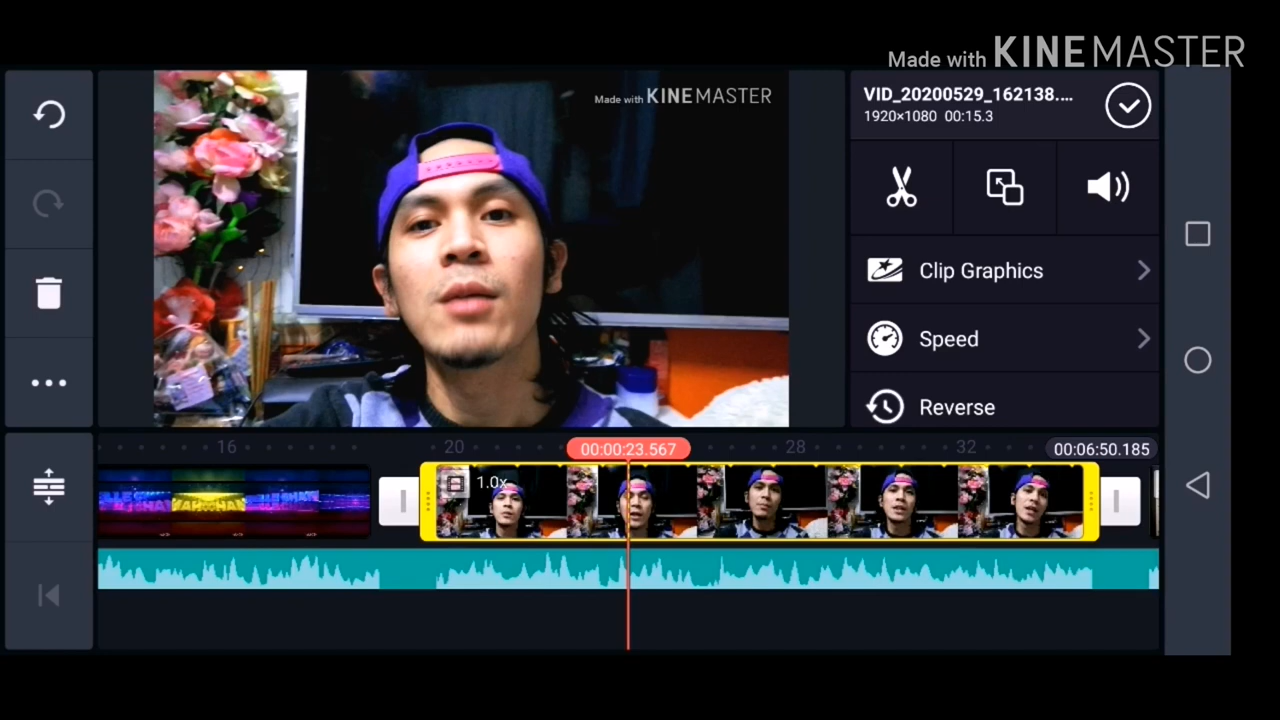 Made with KINEMASTER
Made with KINEMASTER
VID_20200529_162138....
1920×1080 00:15.3
Clip Graphics
Speed
Reverse
16
20
00:00:23.567
28
32
00:06:50.185
1.0x